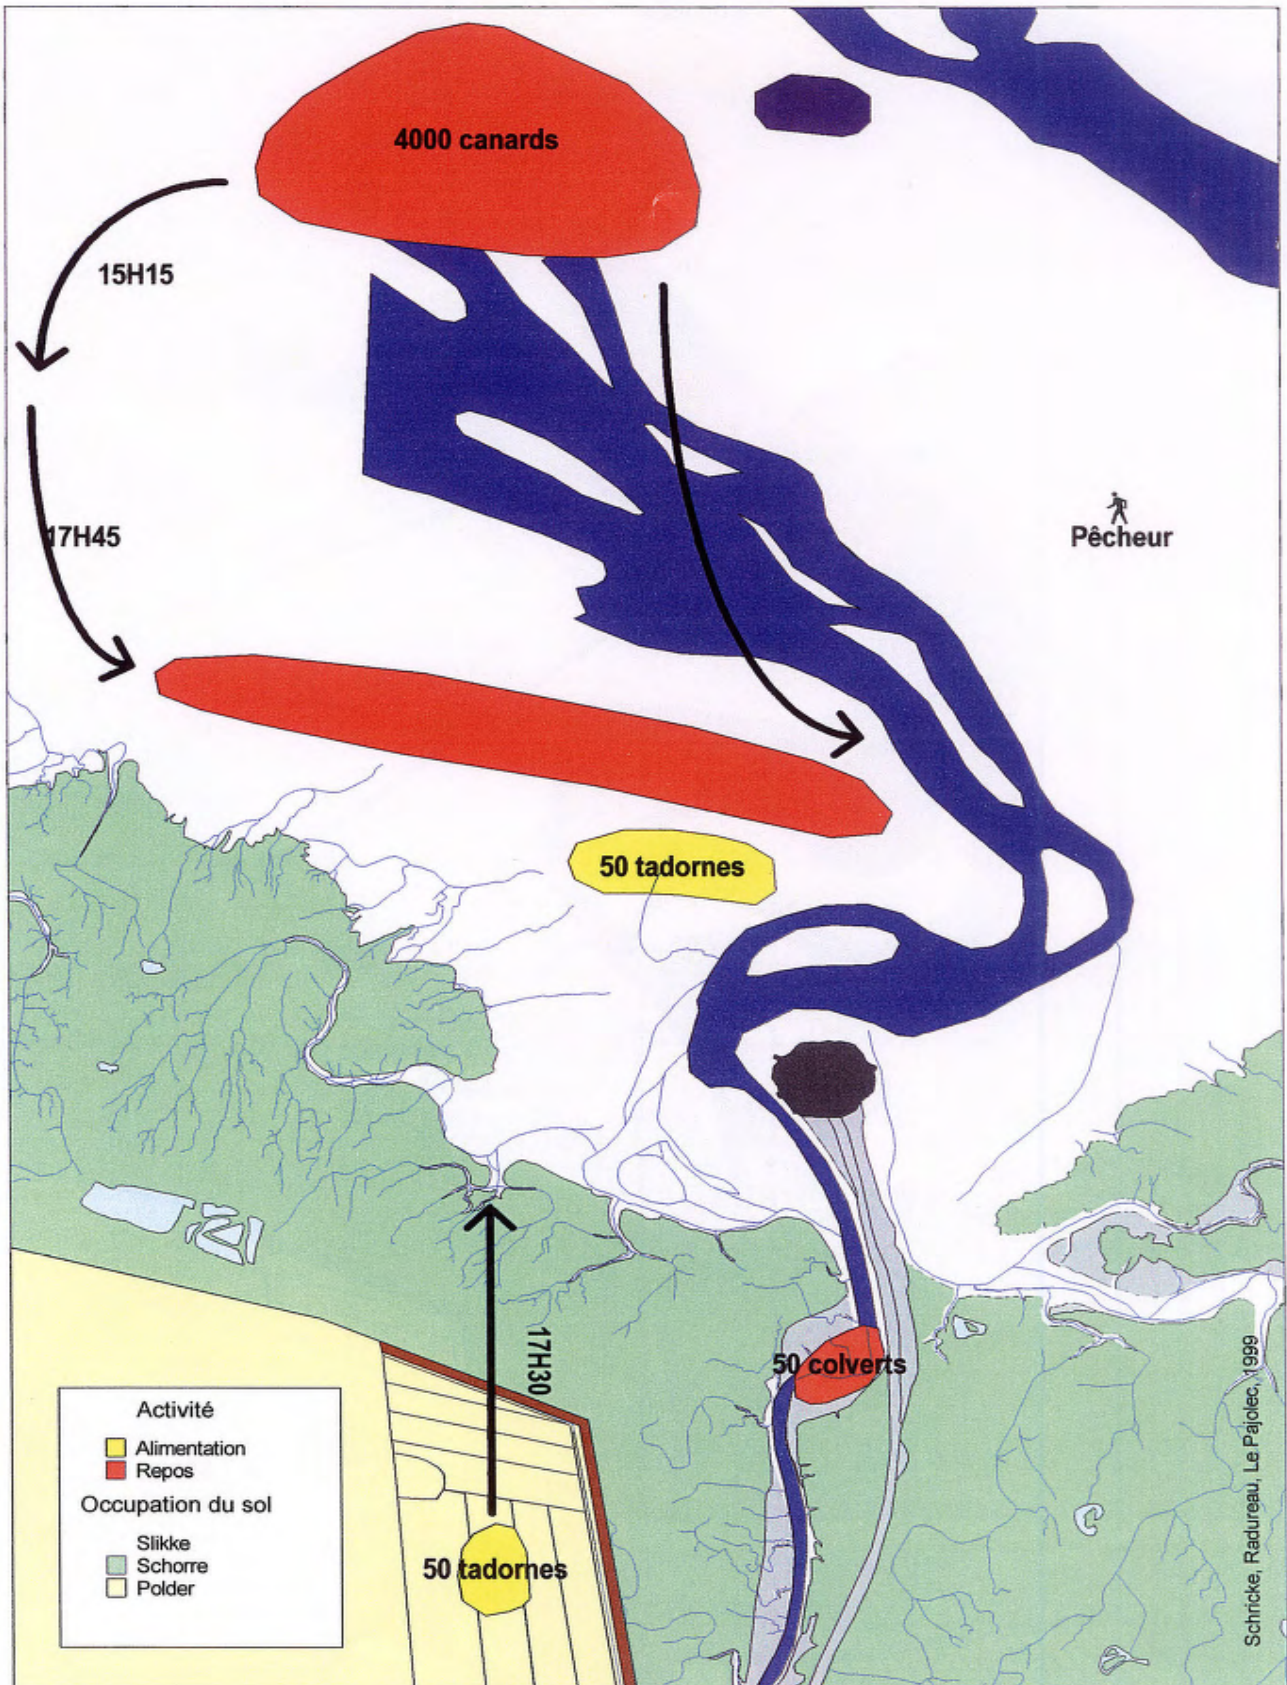 4000 canards
15H15
17H45
Pêcheur
50 tadornes
17H30
50 colverts
50 tadornes
Activité
Alimentation
Repos
Occupation du sol
Slikke
Schorre
Polder
Schricke, Radureau, Le Pajolec, 1999